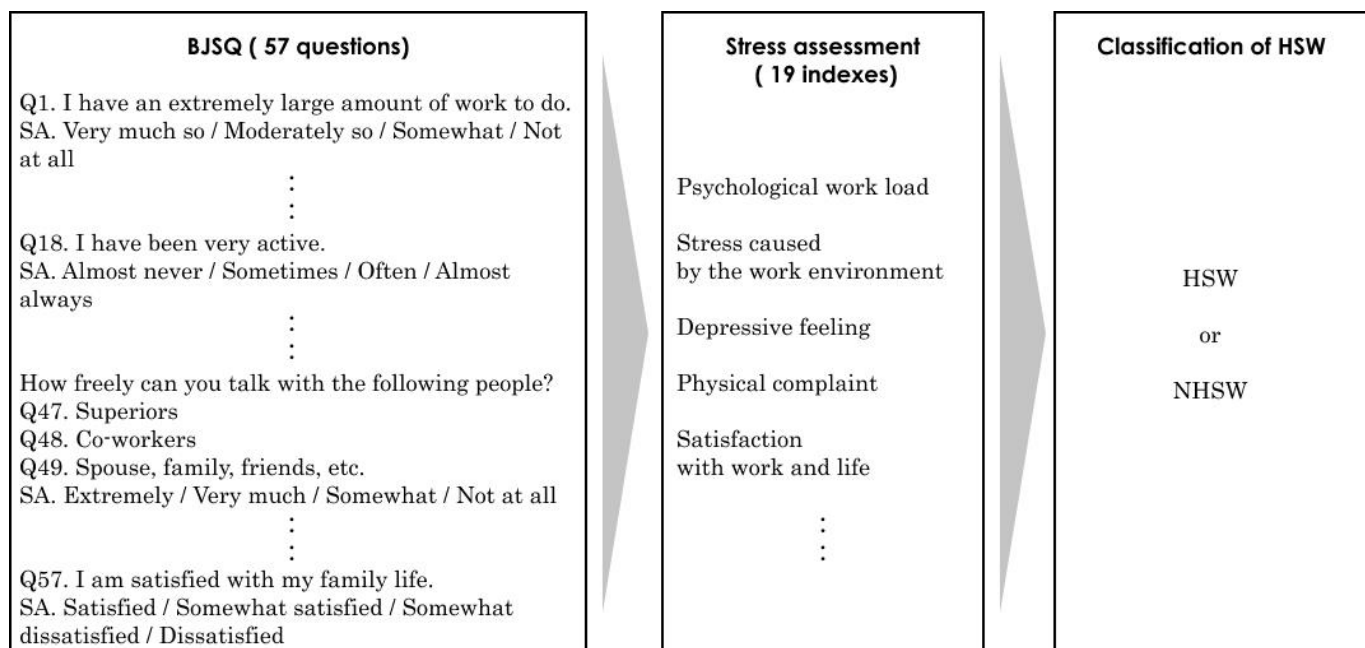 BJSQ ( 57 questions)
Q1. I have an extremely large amount of work to do.
SA. Very much so / Moderately so / Somewhat / Not
at all
Q18. I have been very active.
SA. Almost never / Sometimes / Often / Almost
always
How freely can you talk with the following people?
Q47. Superiors
Q48. Co-workers
Q49. Spouse, family, friends, etc.
SA. Extremely / Very much / Somewhat / Not at all
Q57. I am satisfied with my family life.
SA. Satisfied / Somewhat satisfied / Somewhat
dissatisfied / Dissatisfied
Stress assessment
( 19 indexes)
Psychological work load
Stress caused
by the work environment
Depressive feeling
Physical complaint
Satisfaction
with work and life
Classification of HSW
HSW
or
NHSW